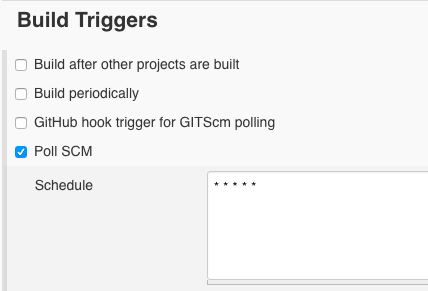 Build Triggers
Build after other projects are built
Build periodically
GitHub hook trigger for GITScm polling
Poll SCM
Schedule
* * * * *